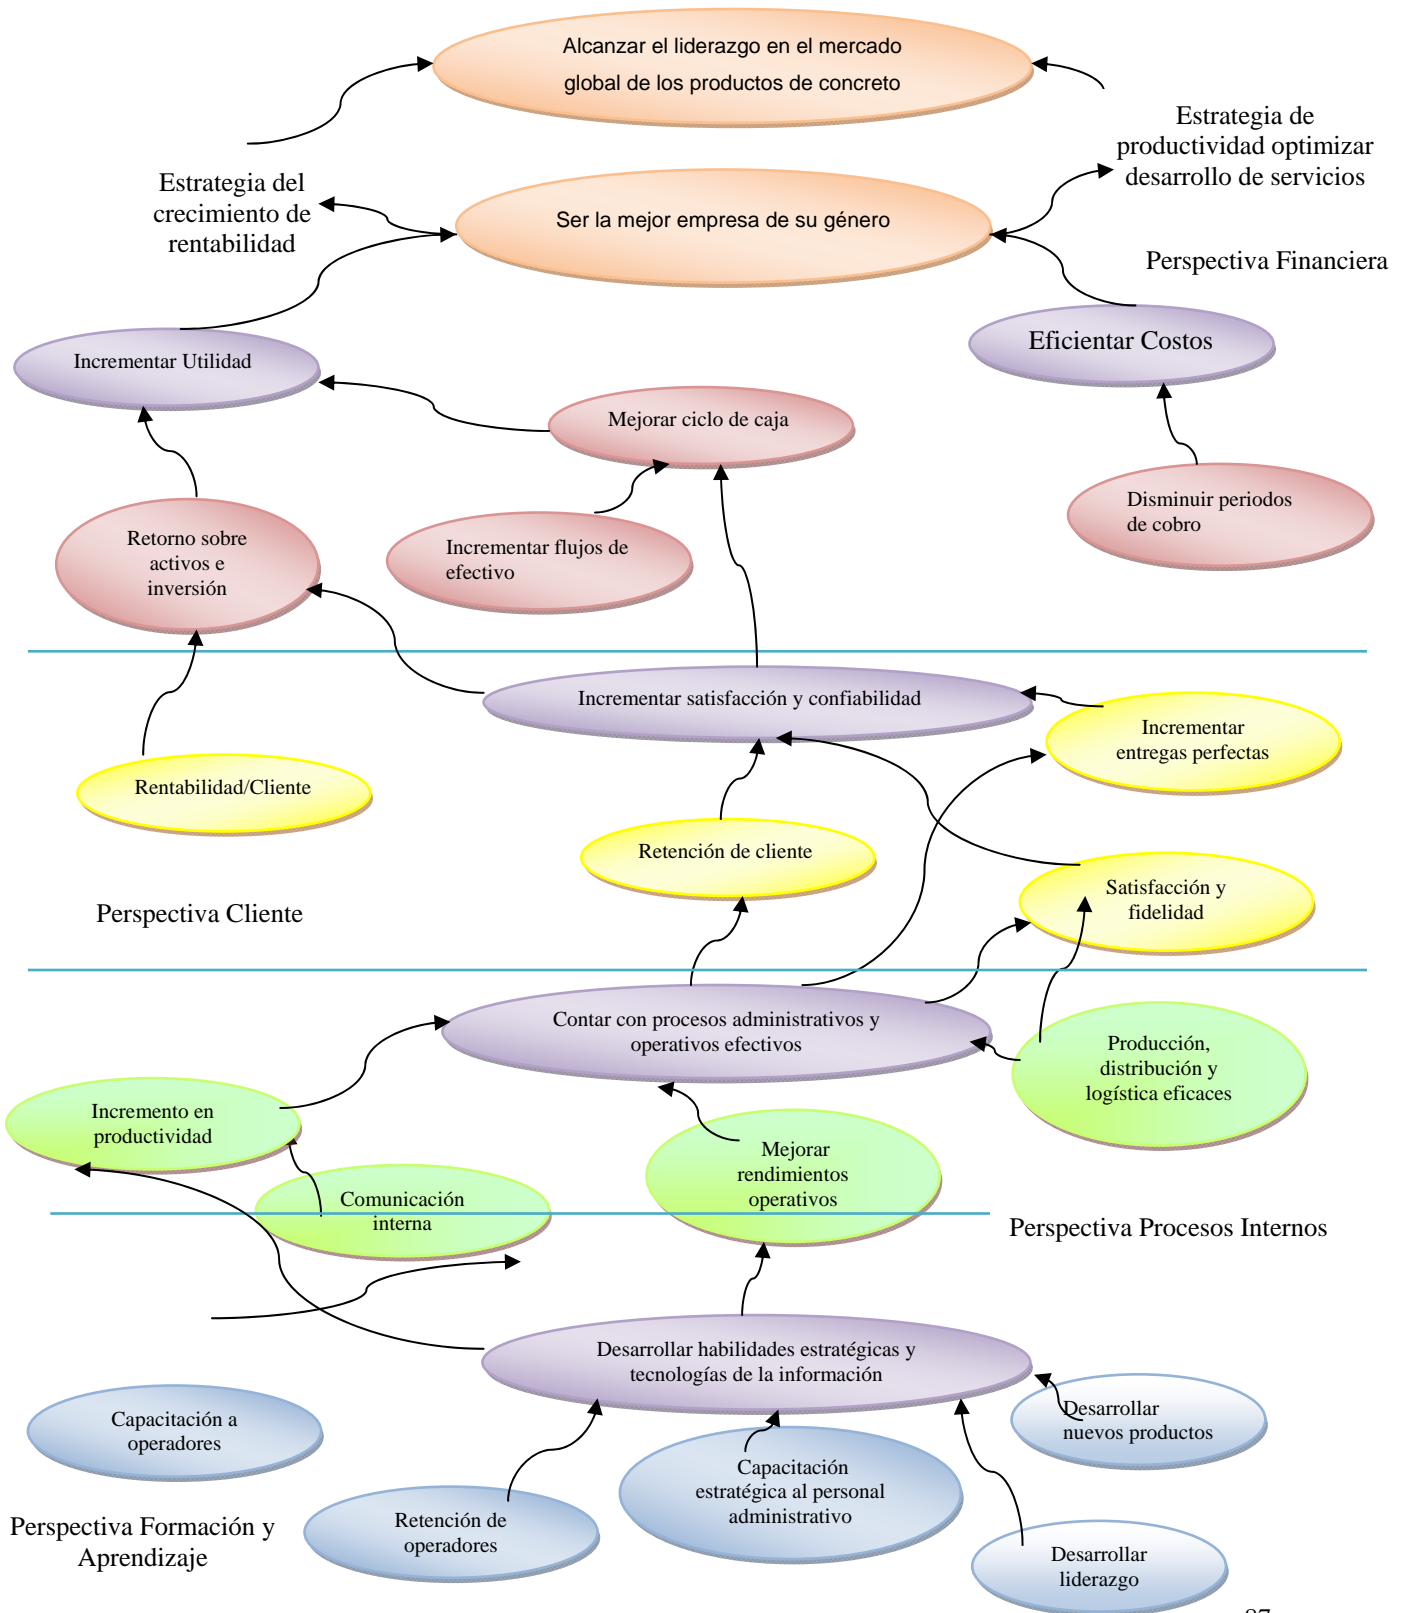 Alcanzar el liderazgo en el mercado
global de los productos de concreto
Estrategia de
productividad optimizar
desarrollo de servicios
Estrategia del
crecimiento de
rentabilidad
Ser la mejor empresa de su género
Perspectiva Financiera
Incrementar Utilidad
Eficientar Costos
Mejorar ciclo de caja
Disminuir periodos
de cobro
Retorno sobre
activos e
inversión
Incrementar flujos de
efectivo
Incrementar satisfacción y confiabilidad
Incrementar
entregas perfectas
Rentabilidad/Cliente
Retención de cliente
Satisfacción y
fidelidad
Perspectiva Cliente
Contar con procesos administrativos y
operativos efectivos
Producción,
distribución y
logística eficaces
Incremento en
productividad
Mejorar
rendimientos
operativos
Comunicación
interna
Perspectiva Procesos Internos
Desarrollar habilidades estratégicas y
tecnologías de la información
Capacitación a
operadores
Desarrollar
nuevos productos
Capacitación
estratégica al personal
administrativo
Retención de
operadores
Perspectiva Formación y
Aprendizaje
Desarrollar
liderazgo